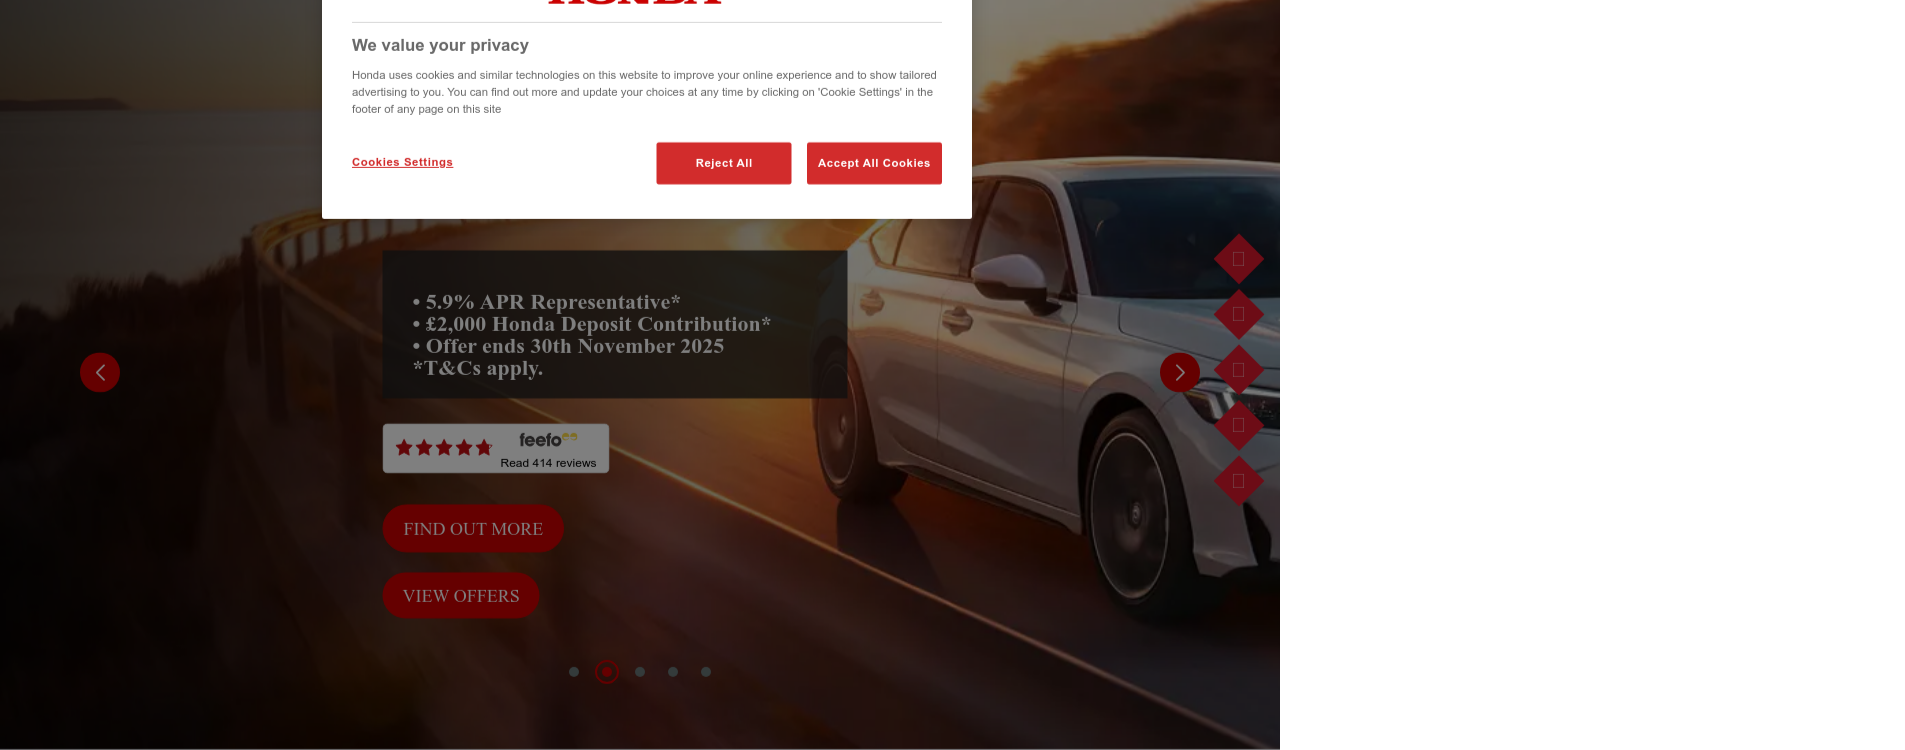 HONDA
We value your privacy
Honda uses cookies and similar technologies on this website to improve your online experience and to show tailored
advertising to you. You can find out more and update your choices at any time by clicking on 'Cookie Settings' in the
footer of any page on this site
Cookies Settings
Reject All
Accept All Cookies
• 5.9% APR Representative*
• £2,000 Honda Deposit Contribution*
• Offer ends 30th November 2025
*T&Cs apply.
feefo
Read 414 reviews
FIND OUT MORE
VIEW OFFERS